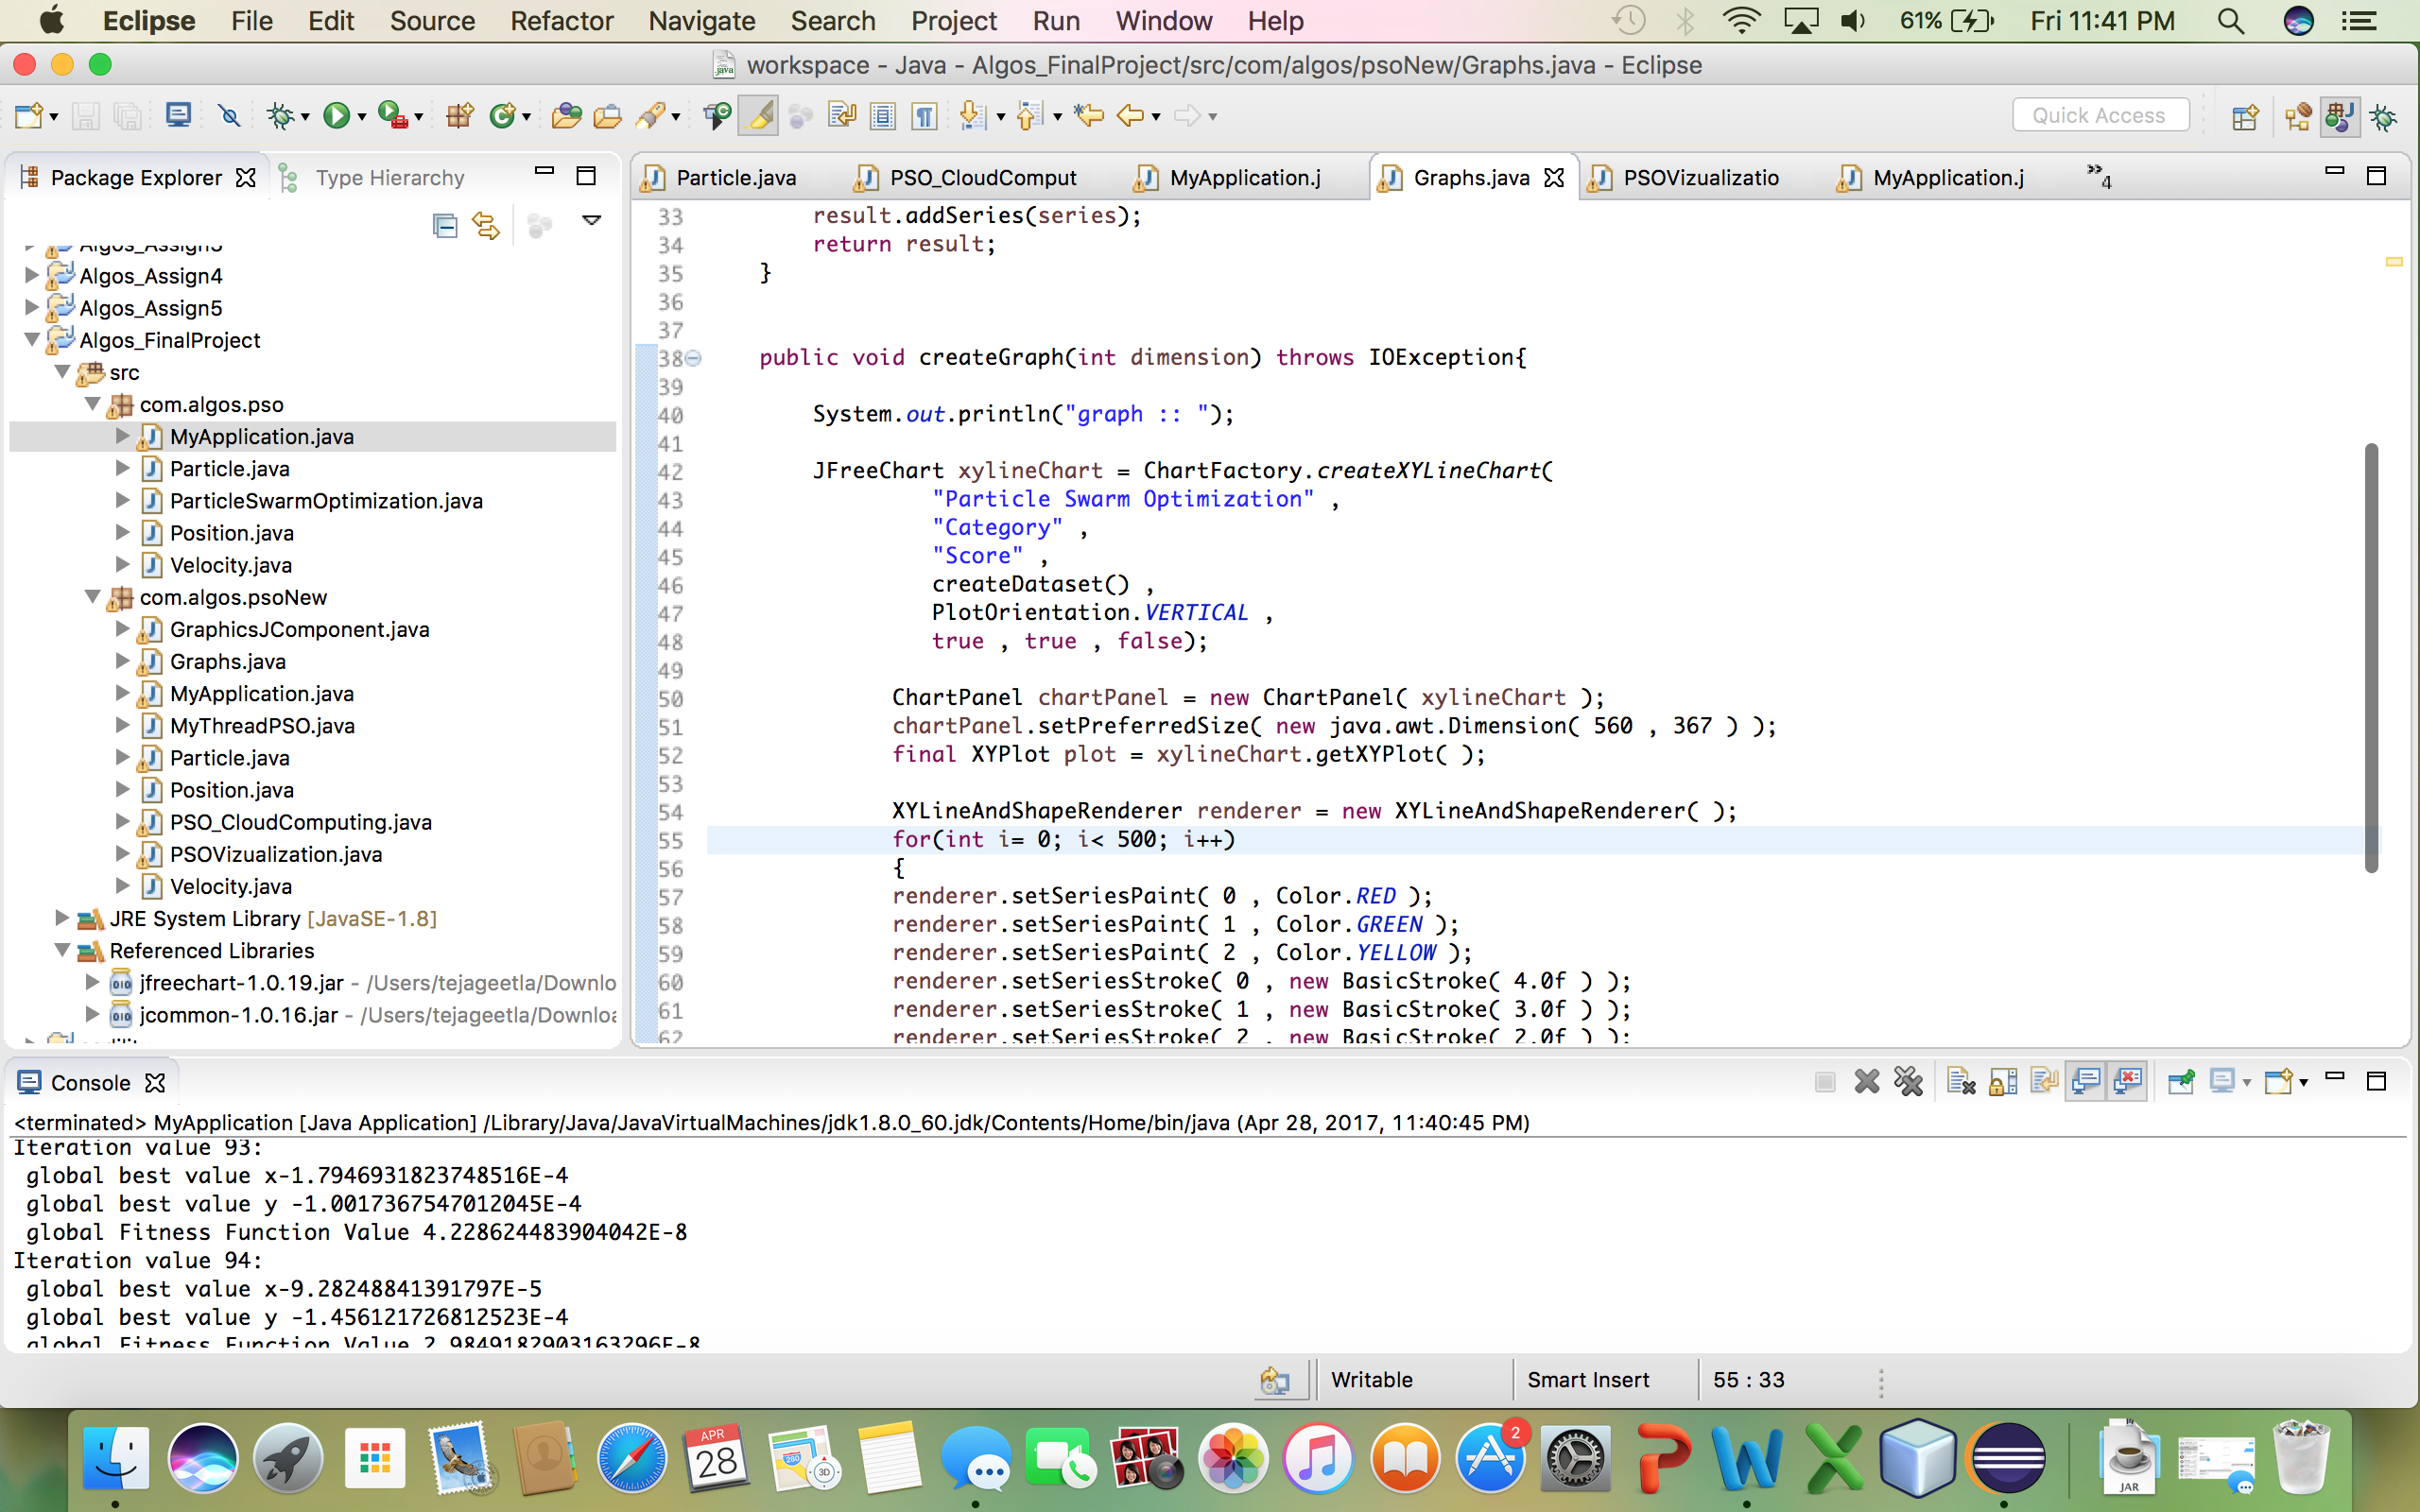 Eclipse File Edit Source Refactor Navigate Search Project Run Window Help 61% Fri 11:41 PM
workspace - Java - Algos_FinalProject/src/com/algos/psoNew/Graphs.java - Eclipse
Quick Access
Package Explorer Type Hierarchy
Algos_Assign3
Algos_Assign4
Algos_Assign5
Algos_FinalProject
src
com.algos.pso
MyApplication.java
Particle.java
ParticleSwarmOptimization.java
Position.java
Velocity.java
com.algos.psoNew
GraphicsJComponent.java
Graphs.java
MyApplication.java
MyThreadPSO.java
Particle.java
Position.java
PSO_CloudComputing.java
PSOVizualization.java
Velocity.java
JRE System Library [JavaSE-1.8]
Referenced Libraries
jfreechart-1.0.19.jar - /Users/tejageetla/Downlo
jcommon-1.0.16.jar - /Users/tejageetla/Downloa
Particle.java PSO_CloudComput MyApplication.j Graphs.java PSOVizualizatio MyApplication.j »4
33 result.addSeries(series);
34 return result;
35 }
36
37
38 public void createGraph(int dimension) throws IOException{
39
40 System.out.println("graph :: ");
41
42 JFreeChart xylineChart = ChartFactory.createXYLineChart(
43 "Particle Swarm Optimization" ,
44 "Category" ,
45 "Score" ,
46 createDataset() ,
47 PlotOrientation.VERTICAL ,
48 true , true , false);
49
50 ChartPanel chartPanel = new ChartPanel( xylineChart );
51 chartPanel.setPreferredSize( new java.awt.Dimension( 560 , 367 ) );
52 final XYPlot plot = xylineChart.getXYPlot( );
53
54 XYLineAndShapeRenderer renderer = new XYLineAndShapeRenderer( );
55 for(int i= 0; i< 500; i++)
56 {
57 renderer.setSeriesPaint( 0 , Color.RED );
58 renderer.setSeriesPaint( 1 , Color.GREEN );
59 renderer.setSeriesPaint( 2 , Color.YELLOW );
60 renderer.setSeriesStroke( 0 , new BasicStroke( 4.0f ) );
61 renderer.setSeriesStroke( 1 , new BasicStroke( 3.0f ) );
62 renderer.setSeriesStroke( 2 , new BasicStroke( 2.0f ) );
Console
<terminated> MyApplication [Java Application] /Library/Java/JavaVirtualMachines/jdk1.8.0_60.jdk/Contents/Home/bin/java (Apr 28, 2017, 11:40:45 PM)
Iteration value 93:
global best value x-1.7946931823748516E-4
global best value y -1.0017367547012045E-4
global Fitness Function Value 4.228624483904042E-8
Iteration value 94:
global best value x-9.28248841391797E-5
global best value y -1.456121726812523E-4
global Fitness Function Value 2.9849182903163296E-8
Writable Smart Insert 55 : 33
APR
28
280
3D
2
JAR